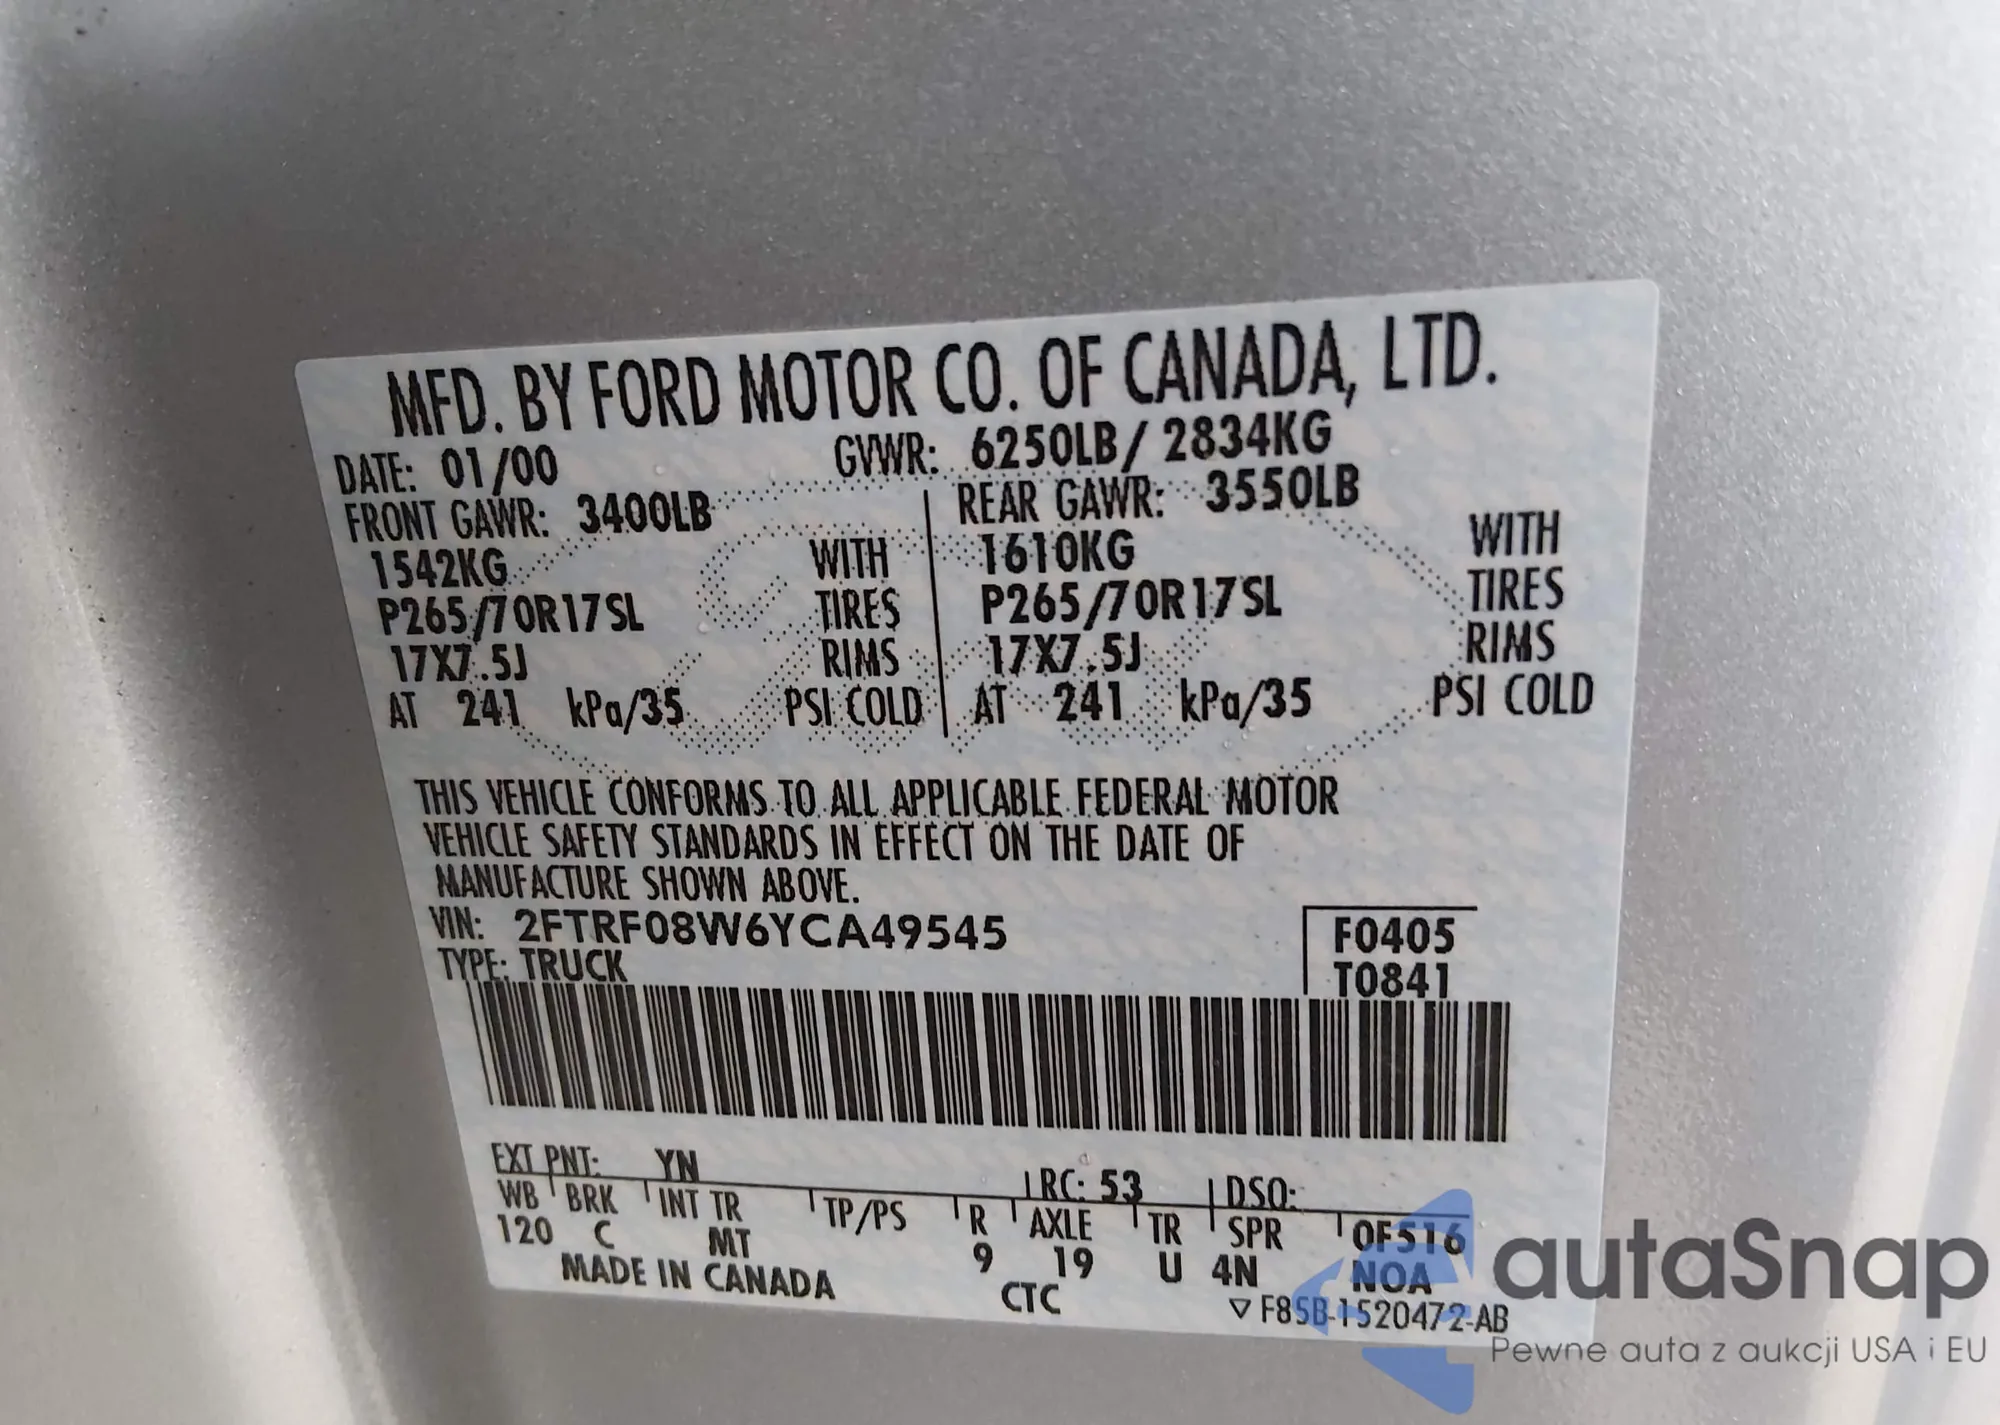 MFD. BY FORD MOTOR CO. OF CANADA, LTD.
DATE: 01/00 GVWR: 6250LB / 2834KG
FRONT GAWR: 3400LB REAR GAWR: 3550LB
1542KG WITH 1610KG WITH
P265/70R17SL TIRES P265/70R17SL TIRES
17X7.5J RIMS 17X7.5J RIMS
AT 241 kPa/35 PSI COLD AT 241 kPa/35 PSI COLD
THIS VEHICLE CONFORMS TO ALL APPLICABLE FEDERAL MOTOR
VEHICLE SAFETY STANDARDS IN EFFECT ON THE DATE OF
MANUFACTURE SHOWN ABOVE.
VIN: 2FTRF08W6YCA49545 F0405
TYPE: TRUCK T0841
EXT PNT: YN RC: 53 DSO:
WB BRK INT TR TP/PS R AXLE TR SPR OF516
120 C MT 9 19 U 4N NOA
MADE IN CANADA CTC
▽ F85B-1520472-AB
autaSnap
Pewne auta z aukcji USA i EU